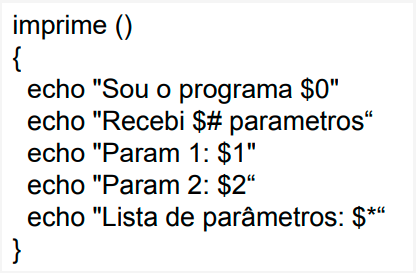 imprime ()
{
echo "Sou o programa $0"
echo "Recebi $# parametros“
echo "Param 1: $1"
echo "Param 2: $2“
echo "Lista de parâmetros: $*“
}